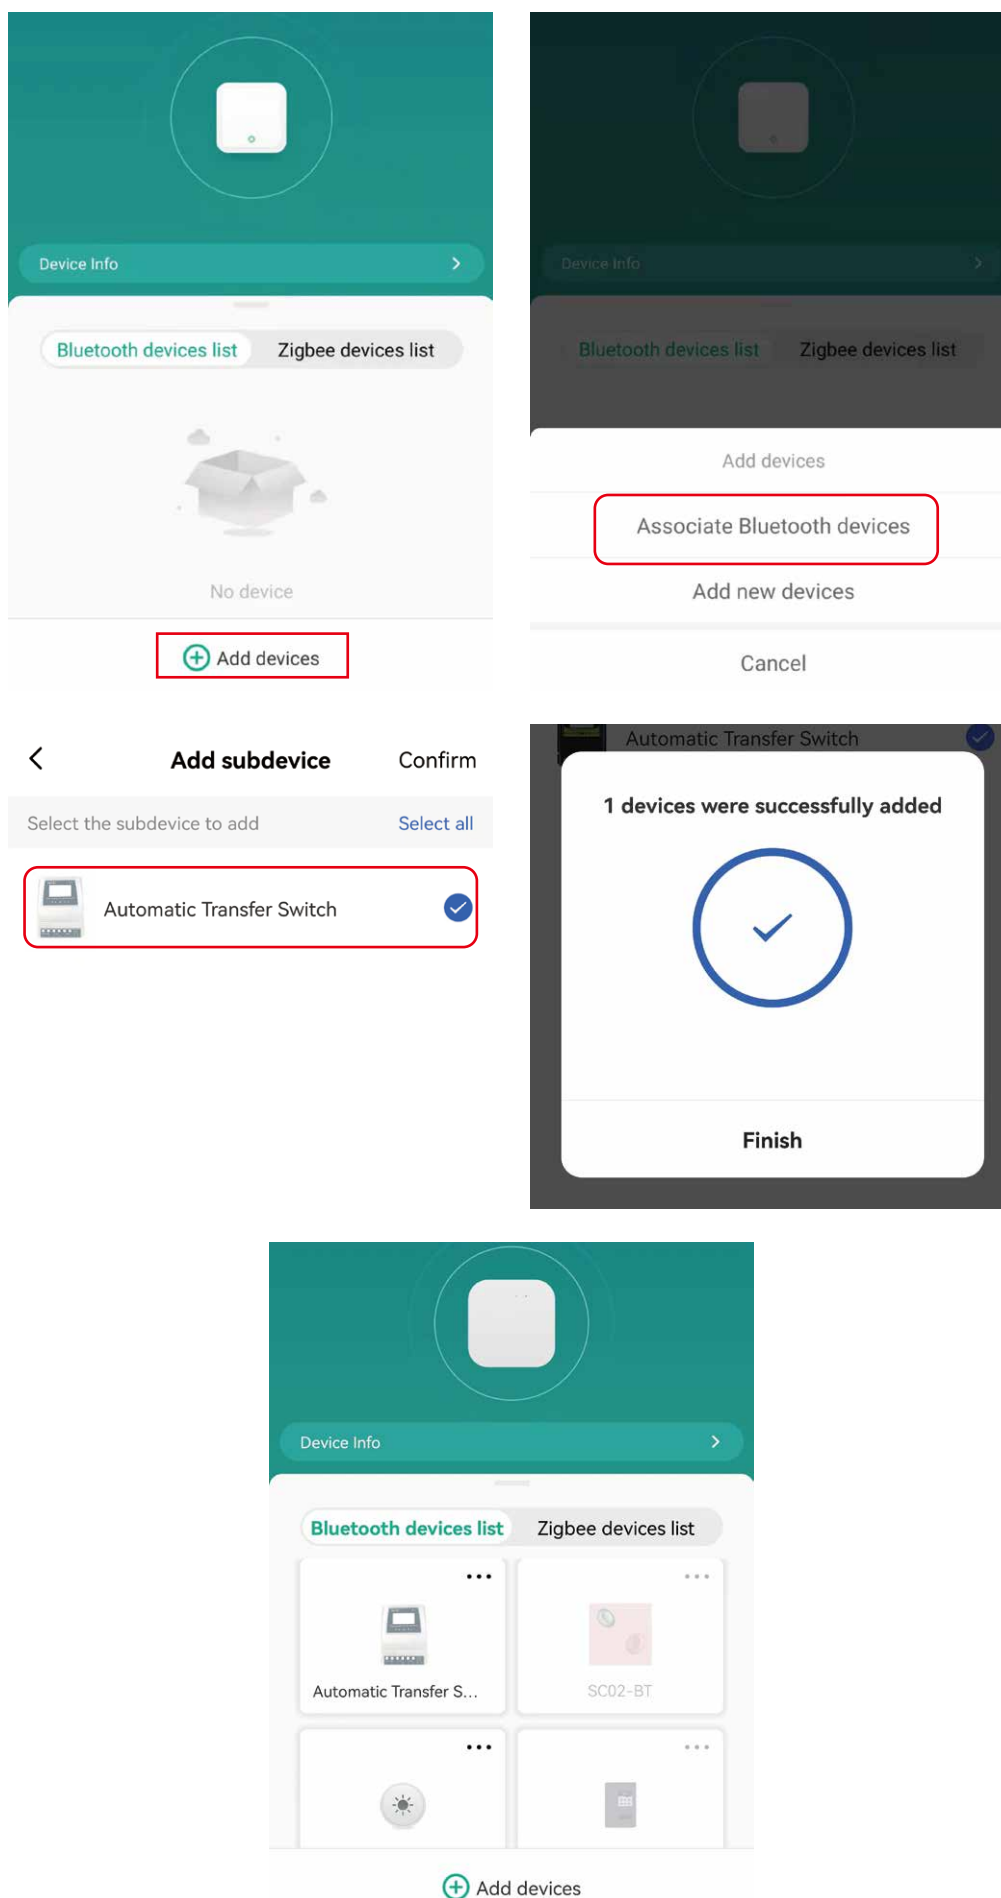 Device Info
Bluetooth devices list
Zigbee devices list
No device
Add devices
Device Info
Bluetooth devices list
Zigbee devices list
Add devices
Associate Bluetooth devices
Add new devices
Cancel
Add subdevice
Confirm
Select the subdevice to add
Select all
Automatic Transfer Switch
Automatic Transfer Switch
1 devices were successfully added
Finish
Device Info
Bluetooth devices list
Zigbee devices list
Automatic Transfer S...
SC02-BT
Add devices